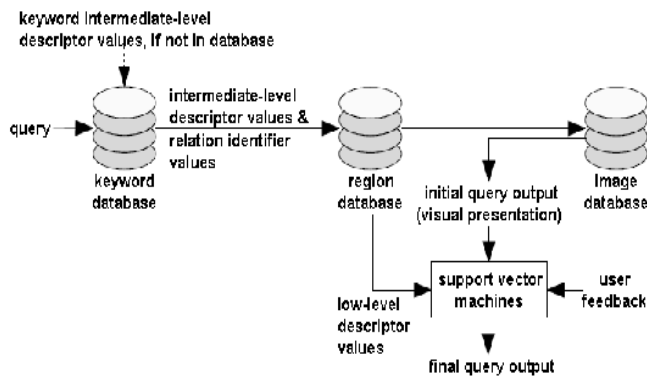 keyword intermediate-level
descriptor values, if not in database
query
intermediate-level
descriptor values &
relation identifier
values
keyword
database
region
database
image
database
initial query output
(visual presentation)
support vector
machines
user
feedback
low-level
descriptor
values
final query output